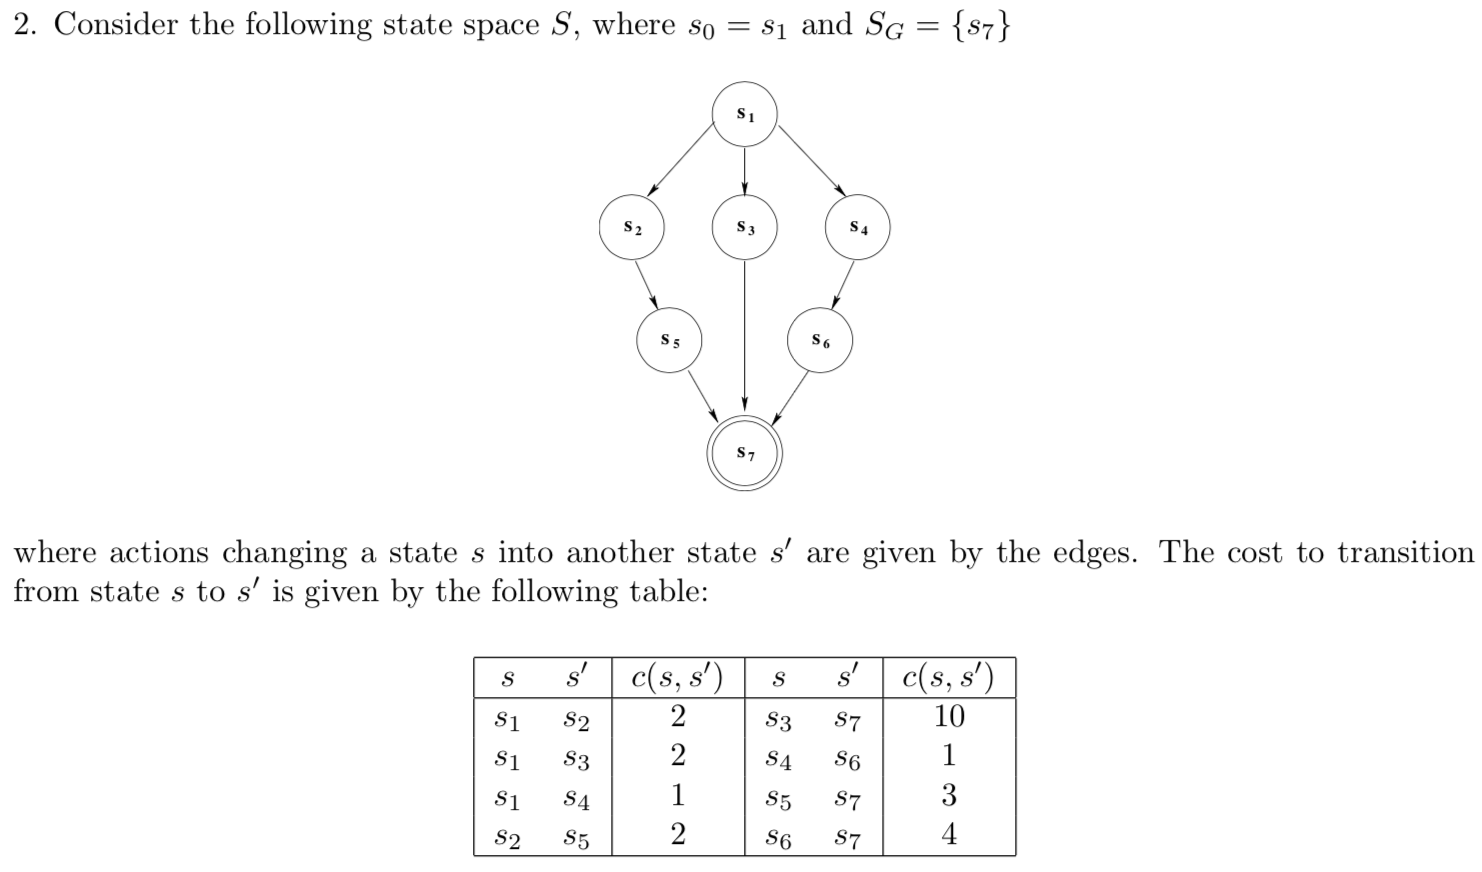 2. Consider the following state space S, where s₀ = s₁ and S_G = {s₇}
s₁
s₂ s₃ s₄
s₅ s₆
s₇
where actions changing a state s into another state s′ are given by the edges. The cost to transition
from state s to s′ is given by the following table:
s s′ c(s, s′) s s′ c(s, s′)
s₁ s₂ 2 s₃ s₇ 10
s₁ s₃ 2 s₄ s₆ 1
s₁ s₄ 1 s₅ s₇ 3
s₂ s₅ 2 s₆ s₇ 4